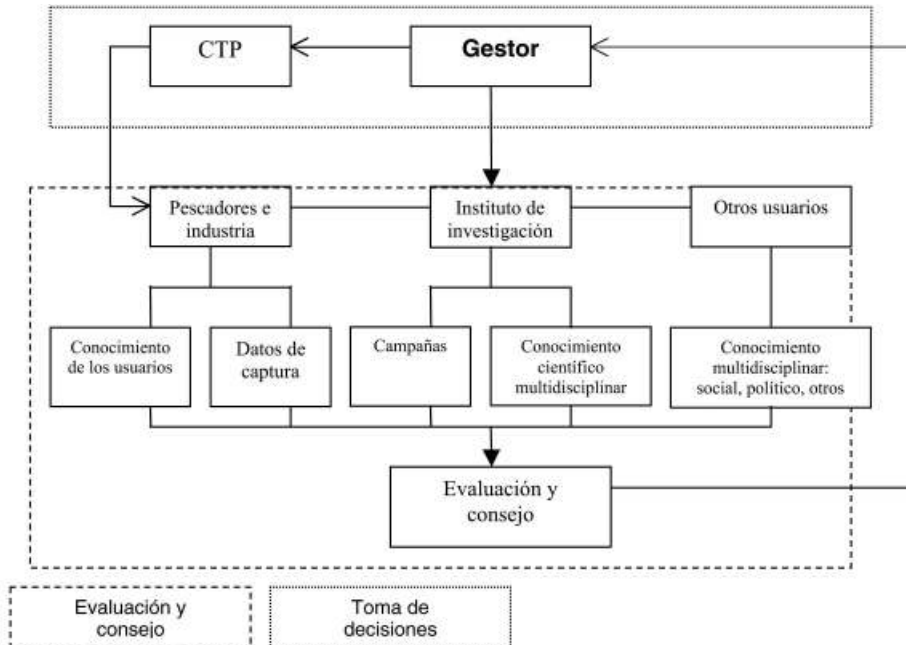 CTP
Gestor
Pescadores e
industria
Instituto de
investigación
Otros usuarios
Conocimiento
de los usuarios
Datos de
captura
Campañas
Conocimiento
científico
multidisciplinar
Conocimiento
multidisciplinar:
social, político, otros
Evaluación y
consejo
Evaluación y
consejo
Toma de
decisiones